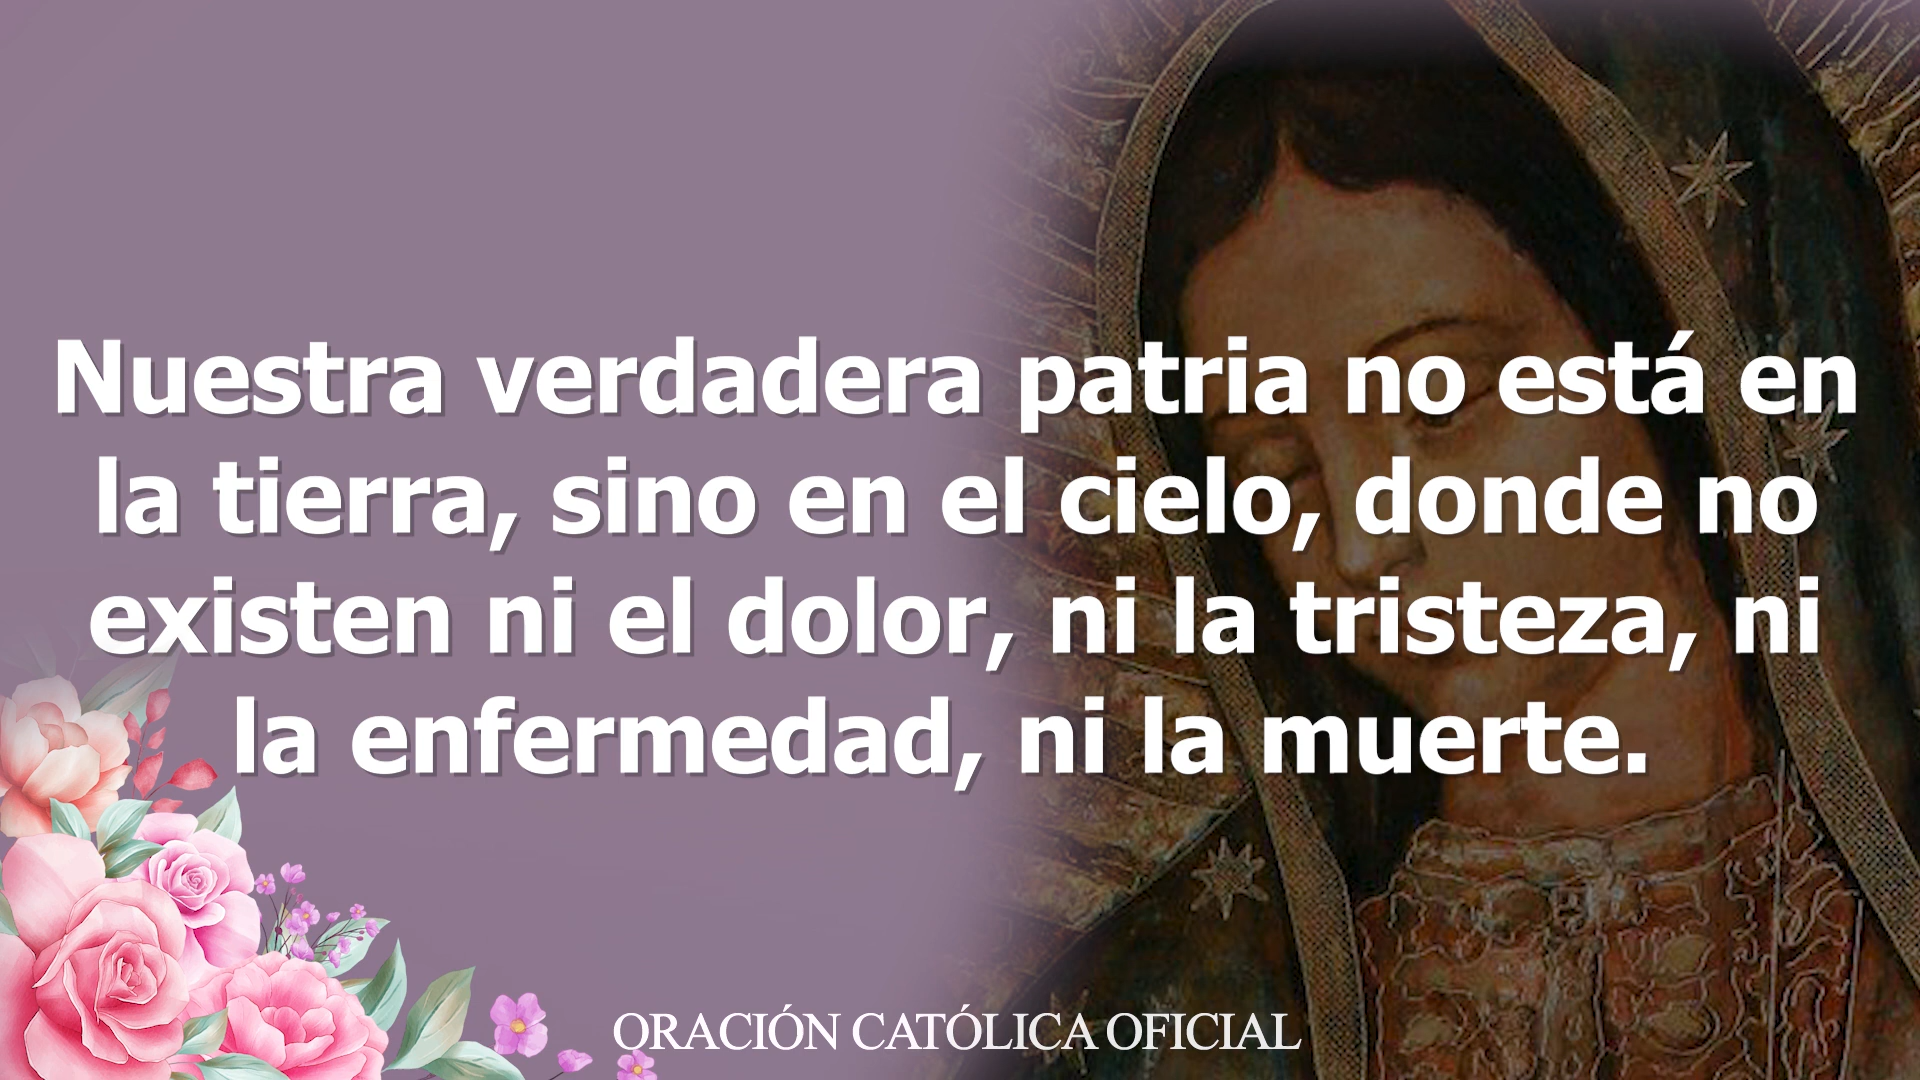 Nuestra verdadera patria no está en
la tierra, sino en el cielo, donde no
existen ni el dolor, ni la tristeza, ni
la enfermedad, ni la muerte.
ORACIÓN CATÓLICA OFICIAL